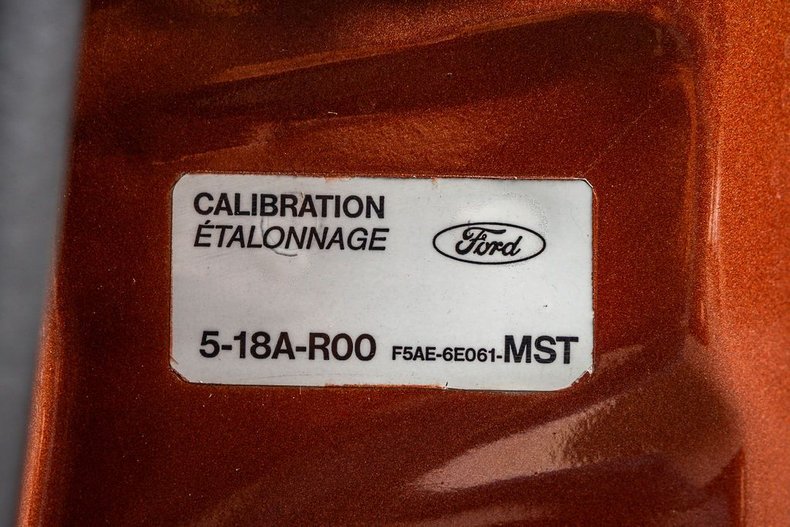 CALIBRATION
ÉTALONNAGE
Ford
5-18A-R00 F5AE-6E061-MST